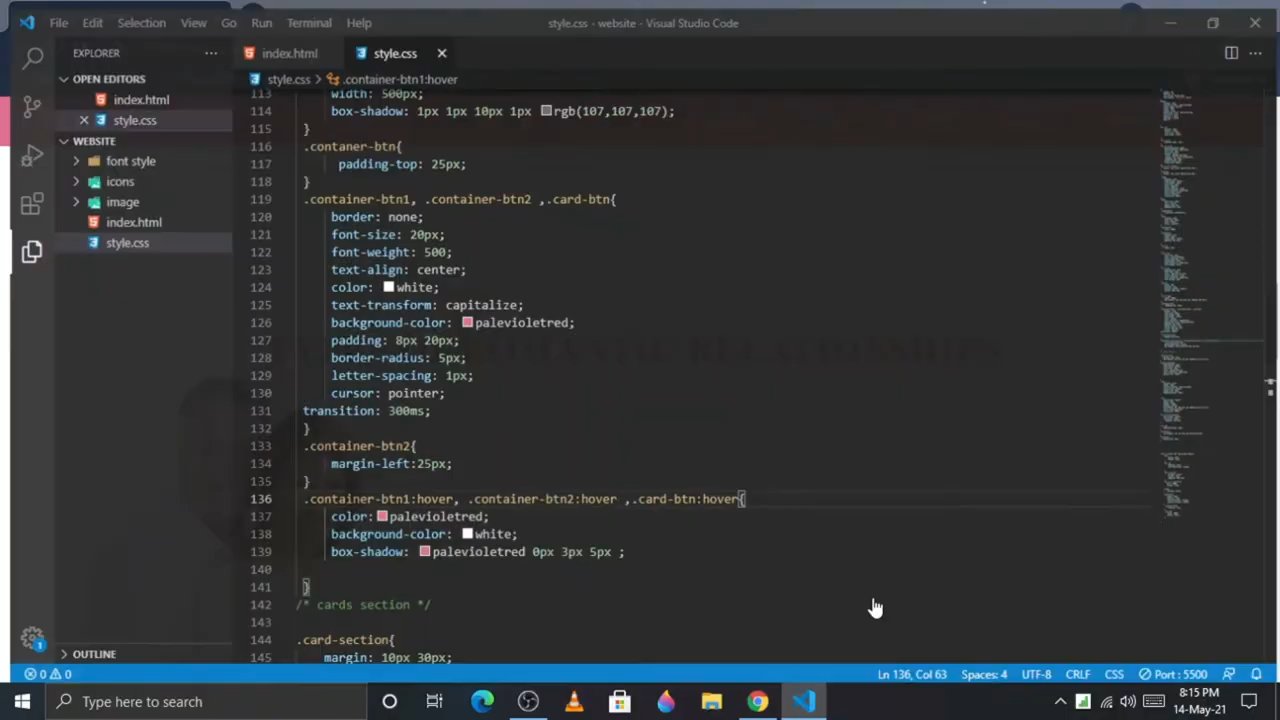 File Edit Selection View Go Run Terminal Help
style.css - website - Visual Studio Code
EXPLORER
index.html
style.css
OPEN EDITORS
index.html
style.css
WEBSITE
font style
icons
image
index.html
style.css
OUTLINE
style.css > .container-btn1:hover
113 width: 500px;
114 box-shadow: 1px 1px 10px 1px rgb(107,107,107);
115 }
116 .contaner-btn{
117 padding-top: 25px;
118 }
119 .container-btn1, .container-btn2 ,.card-btn{
120 border: none;
121 font-size: 20px;
122 font-weight: 500;
123 text-align: center;
124 color: white;
125 text-transform: capitalize;
126 background-color: palevioletred;
127 padding: 8px 20px;
128 border-radius: 5px;
129 letter-spacing: 1px;
130 cursor: pointer;
131 transition: 300ms;
132 }
133 .container-btn2{
134 margin-left:25px;
135 }
136 .container-btn1:hover, .container-btn2:hover ,.card-btn:hover{
137 color: palevioletred;
138 background-color: white;
139 box-shadow: palevioletred 0px 3px 5px ;
140
141 }
142 /* cards section */
143
144 .card-section{
145 margin: 10px 30px;
RELATIONSHIPS
0 0
Ln 136, Col 63 Spaces: 4 UTF-8 CRLF CSS Port : 5500
1
Type here to search
8:15 PM
14-May-21